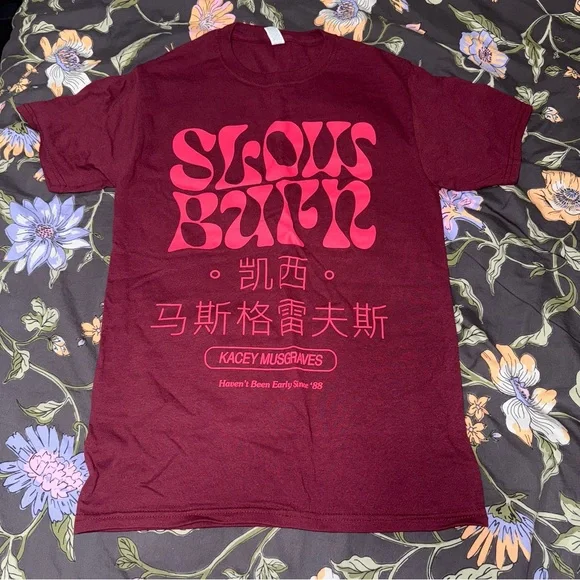 SLOW
BURN
• 凯西 •
马斯格雷夫斯
KACEY MUSGRAVES
Haven't Been Early Since '88